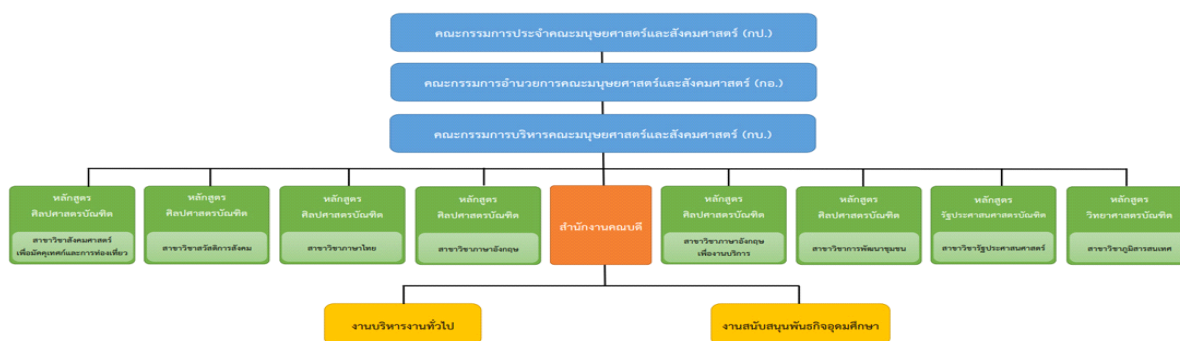 คณะกรรมการประจำคณะมนุษยศาสตร์และสังคมศาสตร์ (กป.)
คณะกรรมการอำนวยการคณะมนุษยศาสตร์และสังคมศาสตร์ (กอ.)
คณะกรรมการบริหารคณะมนุษยศาสตร์และสังคมศาสตร์ (กบ.)
หลักสูตร
ศิลปศาสตรบัณฑิต
สาขาวิชาสังคมศาสตร์
เพื่อมัคคุเทศก์และการท่องเที่ยว
หลักสูตร
ศิลปศาสตรบัณฑิต
สาขาวิชาสวัสดิการสังคม
หลักสูตร
ศิลปศาสตรบัณฑิต
สาขาวิชาภาษาไทย
หลักสูตร
ศิลปศาสตรบัณฑิต
สาขาวิชาภาษาอังกฤษ
สำนักงานคณบดี
หลักสูตร
ศิลปศาสตรบัณฑิต
สาขาวิชาภาษาอังกฤษ
เพื่องานบริการ
หลักสูตร
ศิลปศาสตรบัณฑิต
สาขาวิชาการพัฒนาชุมชน
หลักสูตร
รัฐประศาสนศาสตรบัณฑิต
สาขาวิชารัฐประศาสนศาสตร์
หลักสูตร
วิทยาศาสตรบัณฑิต
สาขาวิชาภูมิสารสนเทศ
งานบริหารงานทั่วไป
งานสนับสนุนพันธกิจอุดมศึกษา